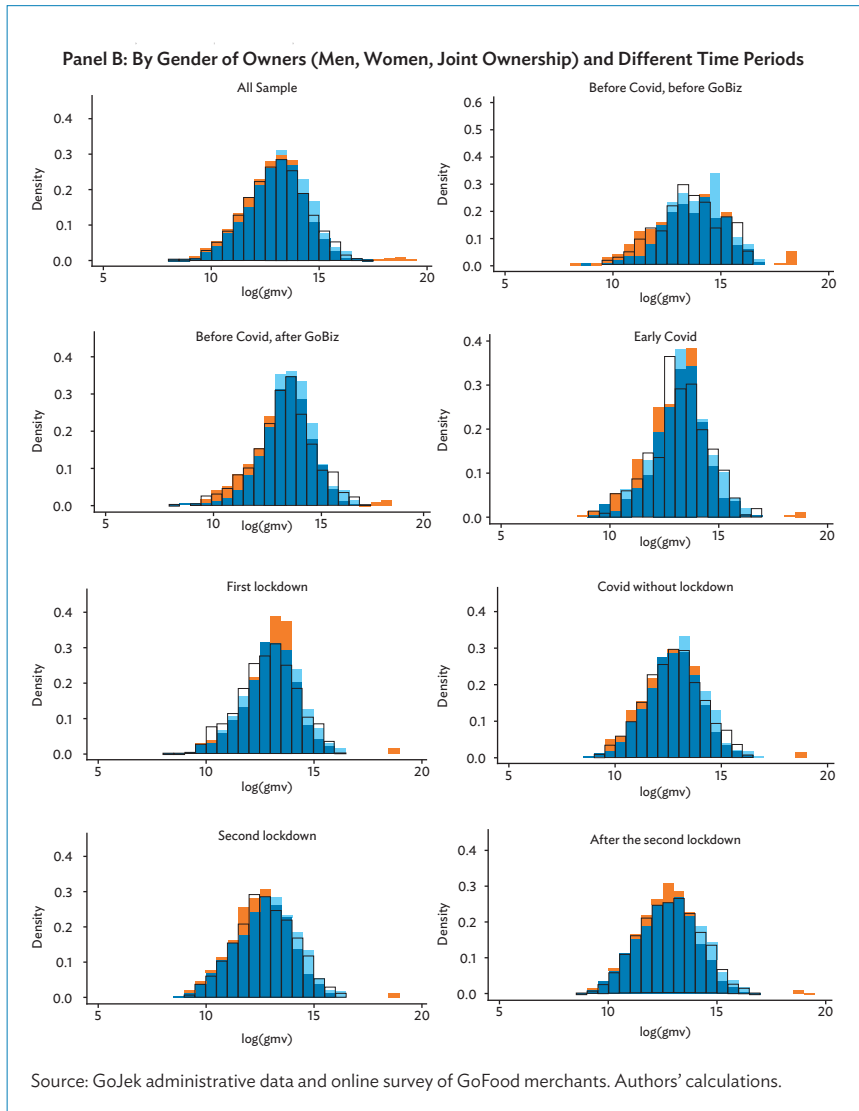 Panel B: By Gender of Owners (Men, Women, Joint Ownership) and Different Time Periods
All Sample
0.4
0.3
0.2
0.1
0.0
Density
5 10 15 20
log(gmv)
Before Covid, before GoBiz
0.6
0.5
0.4
0.3
0.2
0.1
0.0
Density
5 10 15 20
log(gmv)
Before Covid, after GoBiz
0.4
0.3
0.2
0.1
0.0
Density
5 10 15 20
log(gmv)
Early Covid
0.4
0.3
0.2
0.1
0.0
Density
5 10 15 20
log(gmv)
First lockdown
0.4
0.3
0.2
0.1
0.0
Density
5 10 15 20
log(gmv)
Covid without lockdown
0.4
0.3
0.2
0.1
0.0
Density
5 10 15 20
log(gmv)
Second lockdown
0.4
0.3
0.2
0.1
0.0
Density
5 10 15 20
log(gmv)
After the second lockdown
0.4
0.3
0.2
0.1
0.0
Density
5 10 15 20
log(gmv)
Source: GoJek administrative data and online survey of GoFood merchants. Authors' calculations.